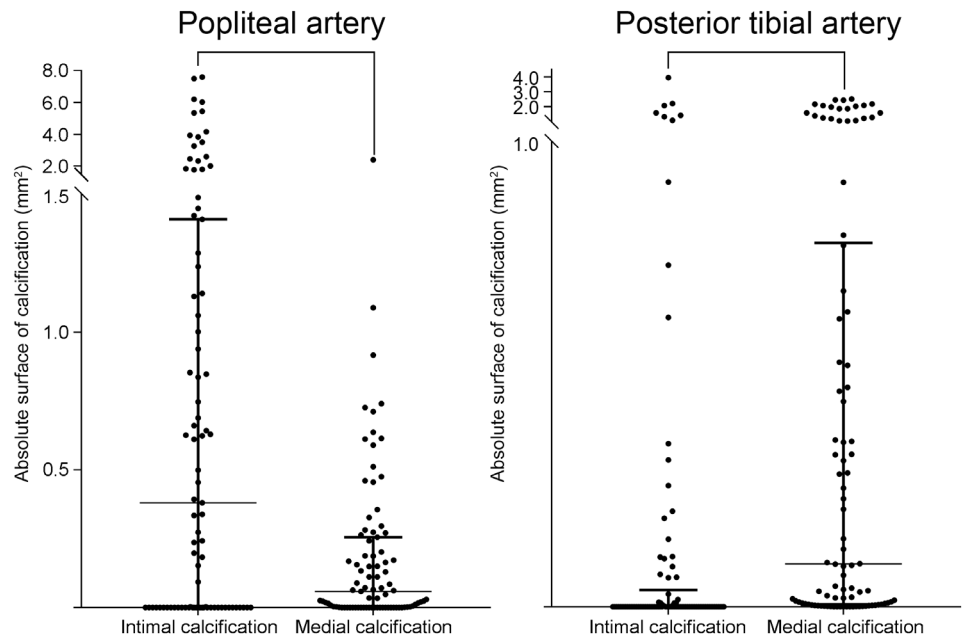 Popliteal artery
Posterior tibial artery
Absolute surface of calcification (mm²)
8.0
6.0
4.0
2.0
1.5
1.0
0.5
Intimal calcification
Medial calcification
Absolute surface of calcification (mm²)
4.0
3.0
2.0
1.0
Intimal calcification
Medial calcification